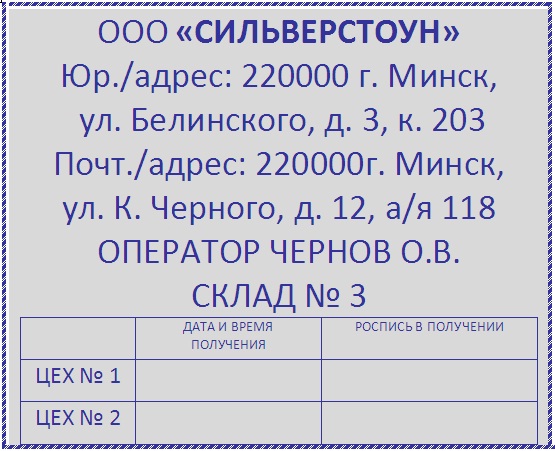 ООО «СИЛЬВЕРСТОУН»
Юр./адрес: 220000 г. Минск,
ул. Белинского, д. 3, к. 203
Почт./адрес: 220000г. Минск,
ул. К. Черного, д. 12, а/я 118
ОПЕРАТОР ЧЕРНОВ О.В.
СКЛАД № 3
ДАТА И ВРЕМЯ
ПОЛУЧЕНИЯ
РОСПИСЬ В ПОЛУЧЕНИИ
ЦЕХ № 1
ЦЕХ № 2